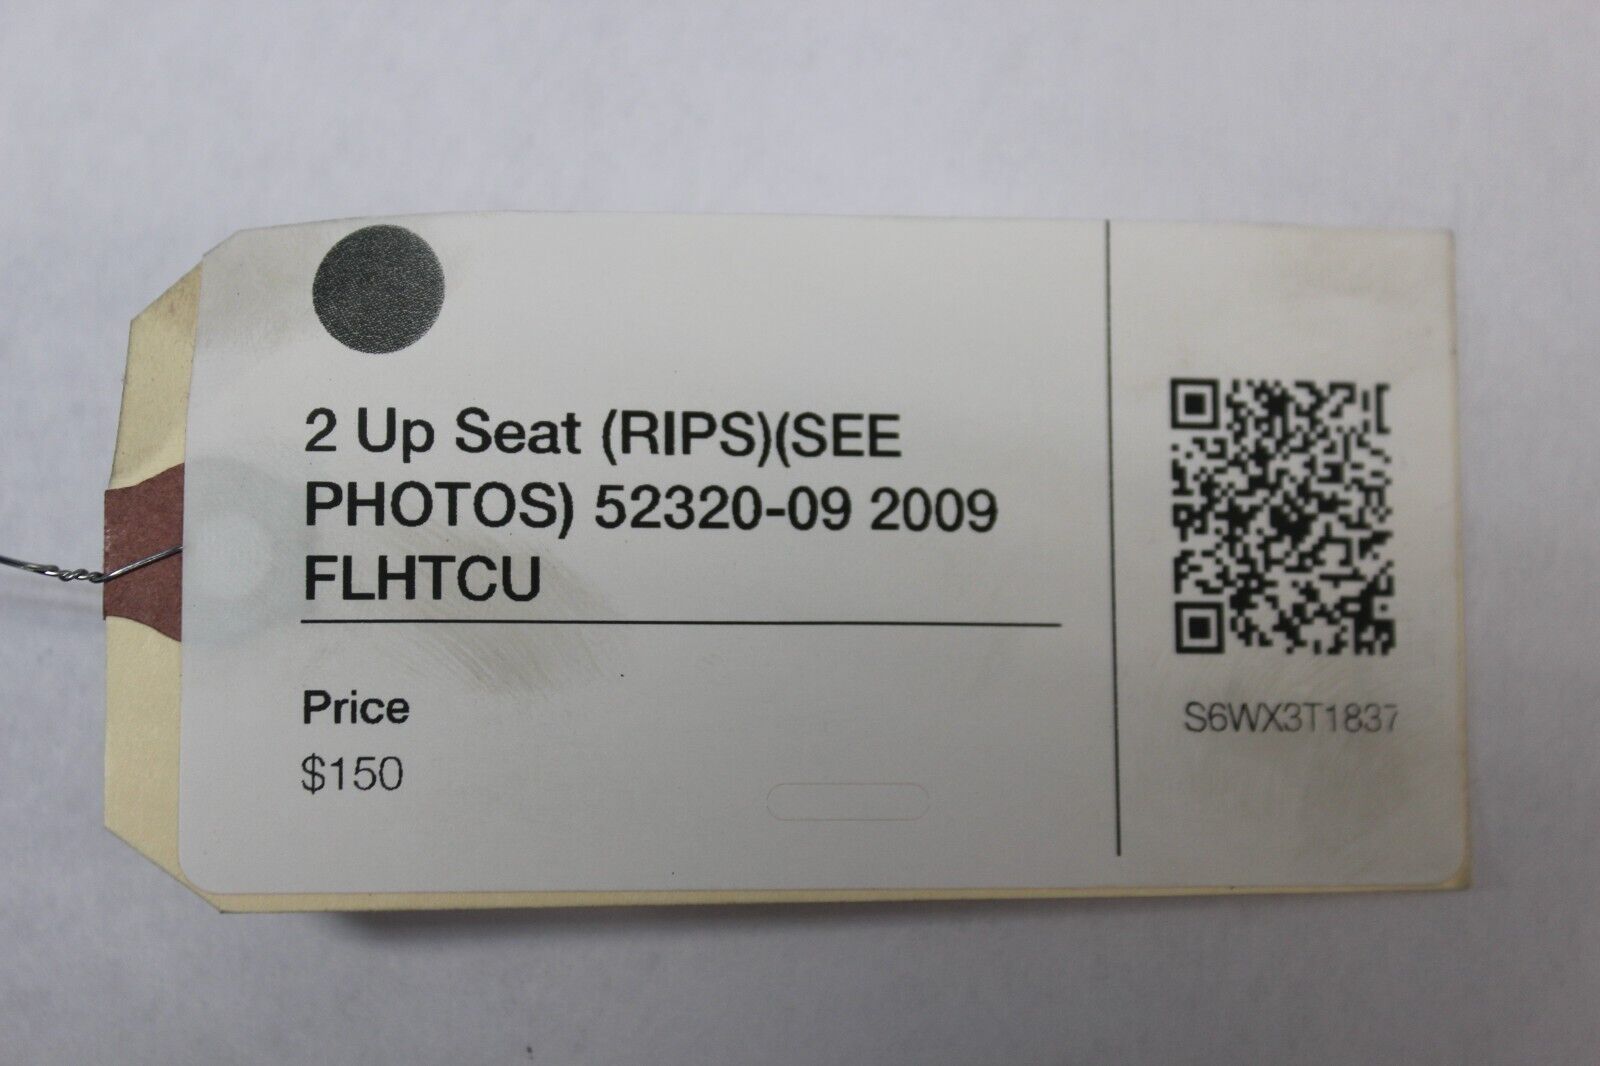 2 Up Seat (RIPS)(SEE
PHOTOS) 52320-09 2009
FLHTCU
Price
$150
S6WX3T1837